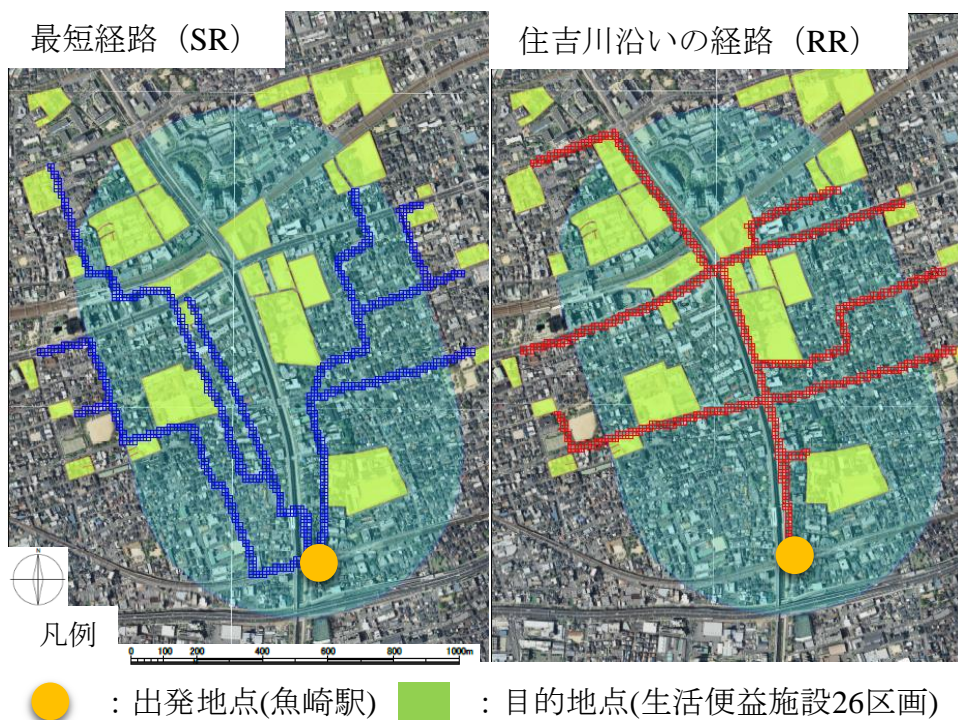 最短経路（SR）
住吉川沿いの経路（RR）
N
凡例
0 100 200 400 600 800 1000m
：出発地点(魚崎駅)
：目的地点(生活便益施設26区画)